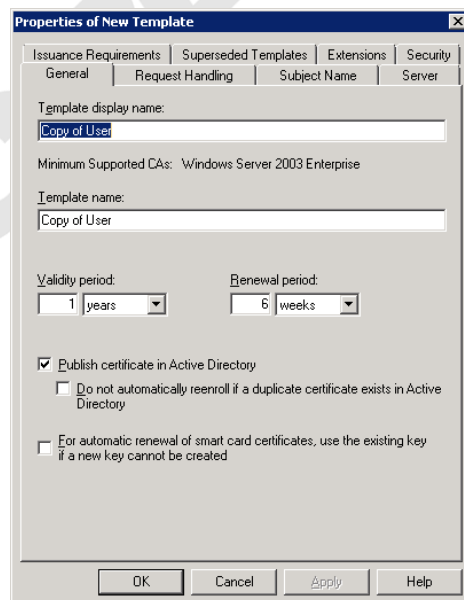 Properties of New Template
Issuance Requirements Superseded Templates Extensions Security
General Request Handling Subject Name Server
Template display name:
Copy of User
Minimum Supported CAs: Windows Server 2003 Enterprise
Template name:
Copy of User
Validity period: Renewal period:
1 years 6 weeks
Publish certificate in Active Directory
Do not automatically reenroll if a duplicate certificate exists in Active
Directory
For automatic renewal of smart card certificates, use the existing key
if a new key cannot be created
OK Cancel Apply Help